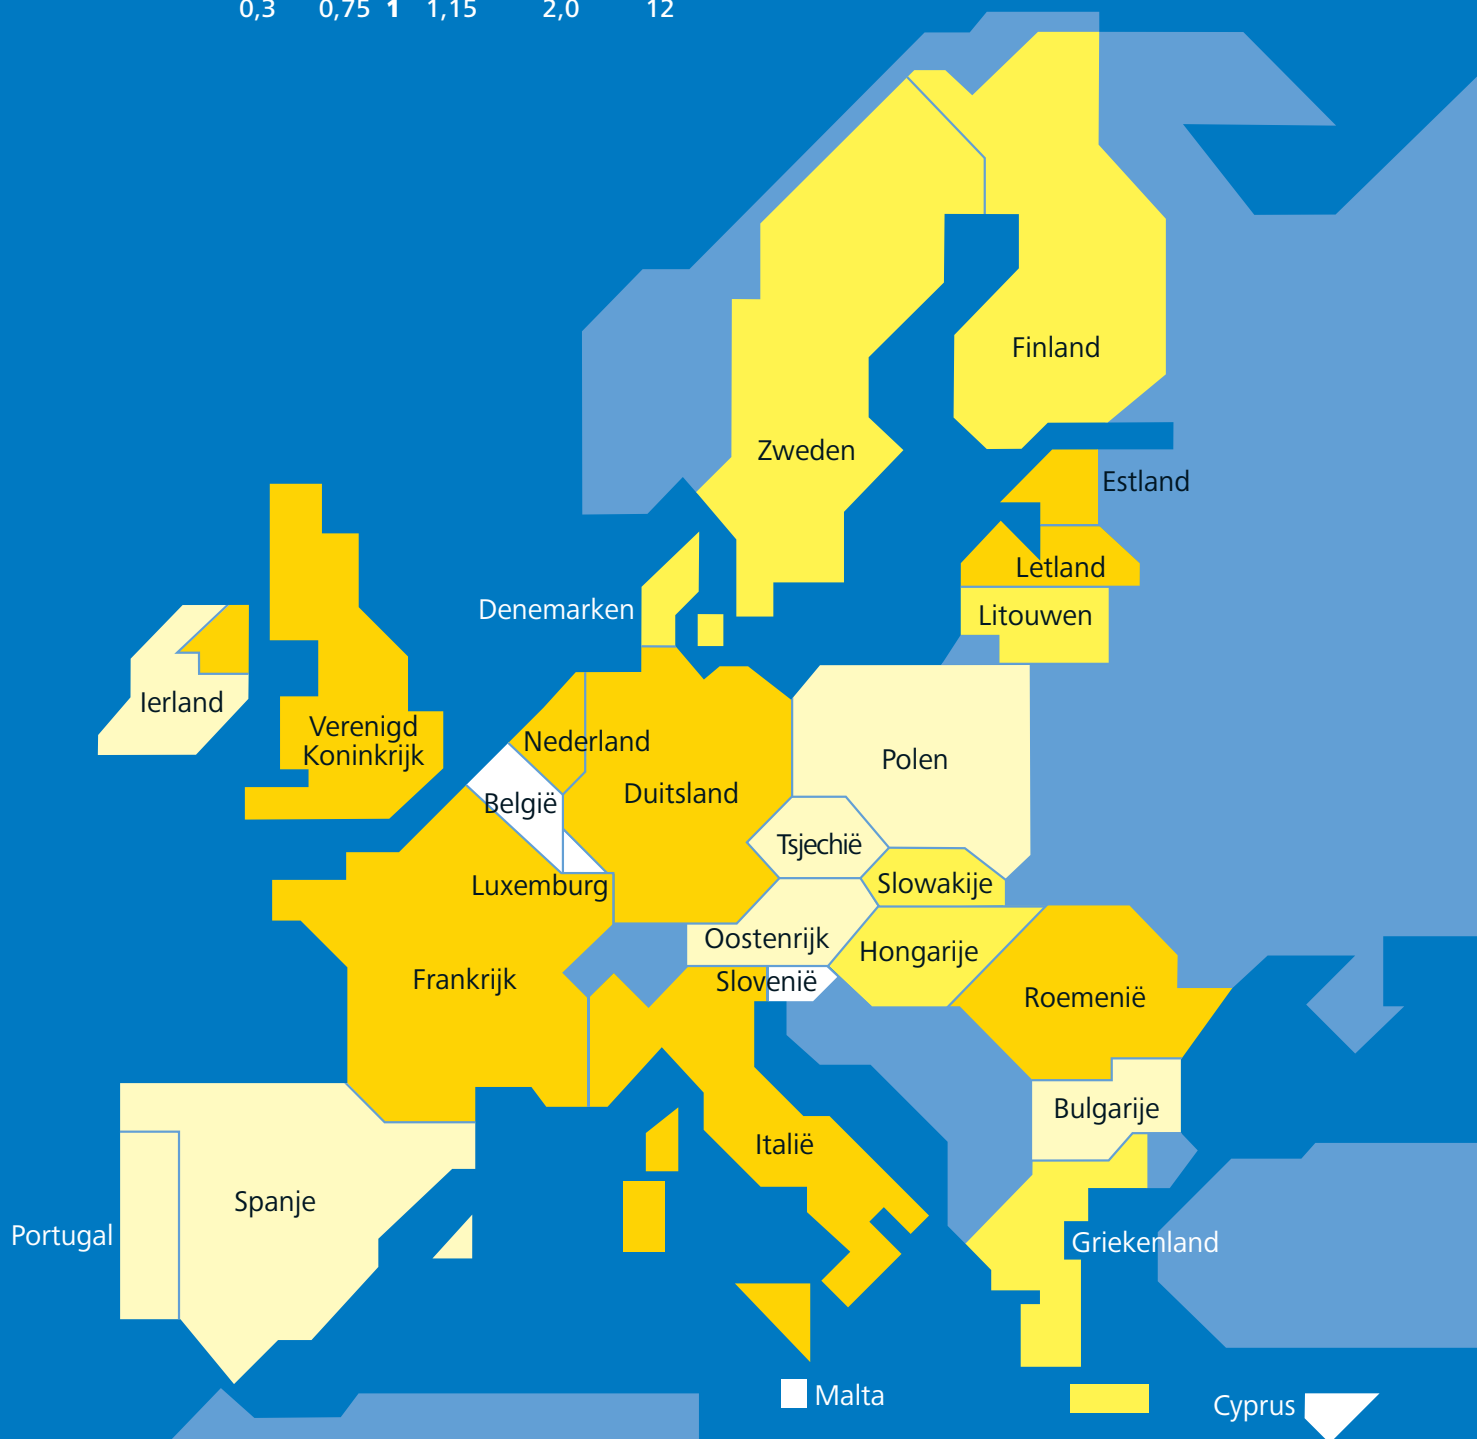 0,3 0,75 1 1,15 2,0 12
Finland
Zweden
Estland
Letland
Denemarken
Litouwen
Ierland
Verenigd
Koninkrijk
Nederland
Polen
Duitsland
België
Tsjechië
Luxemburg
Slowakije
Oostenrijk
Hongarije
Frankrijk
Slovenië
Roemenië
Bulgarije
Italië
Spanje
Portugal
Griekenland
Malta
Cyprus